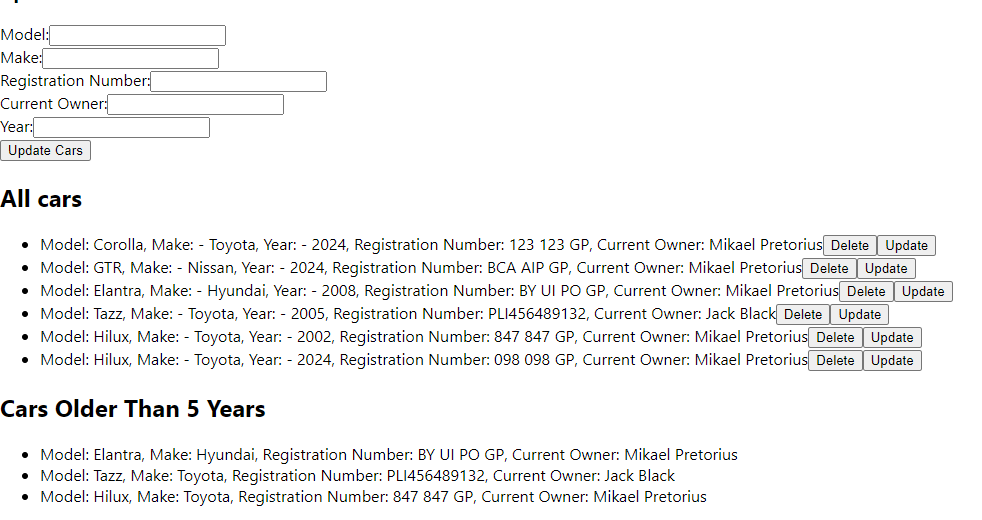 Model:
Make:
Registration Number:
Current Owner:
Year:
Update Cars
All cars
Model: Corolla, Make: - Toyota, Year: - 2024, Registration Number: 123 123 GP, Current Owner: Mikael Pretorius Delete Update
Model: GTR, Make: - Nissan, Year: - 2024, Registration Number: BCA AIP GP, Current Owner: Mikael Pretorius Delete Update
Model: Elantra, Make: - Hyundai, Year: - 2008, Registration Number: BY UI PO GP, Current Owner: Mikael Pretorius Delete Update
Model: Tazz, Make: - Toyota, Year: - 2005, Registration Number: PLI456489132, Current Owner: Jack Black Delete Update
Model: Hilux, Make: - Toyota, Year: - 2002, Registration Number: 847 847 GP, Current Owner: Mikael Pretorius Delete Update
Model: Hilux, Make: - Toyota, Year: - 2024, Registration Number: 098 098 GP, Current Owner: Mikael Pretorius Delete Update
Cars Older Than 5 Years
Model: Elantra, Make: Hyundai, Registration Number: BY UI PO GP, Current Owner: Mikael Pretorius
Model: Tazz, Make: Toyota, Registration Number: PLI456489132, Current Owner: Jack Black
Model: Hilux, Make: Toyota, Registration Number: 847 847 GP, Current Owner: Mikael Pretorius